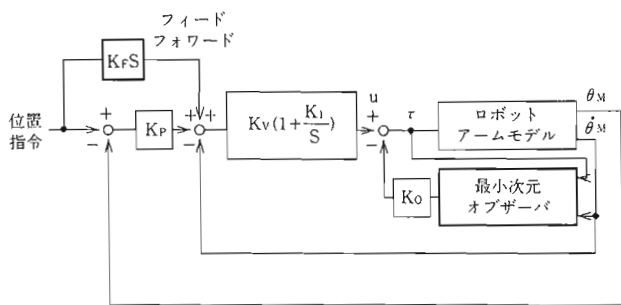 フィード
フォワード
KFS
位置
指令
+
−
KP
+
+
−
KV(1+KI/S)
u
+
−
τ
ロボット
アームモデル
θM
θ̇M
KO
最小次元
オブザーバ